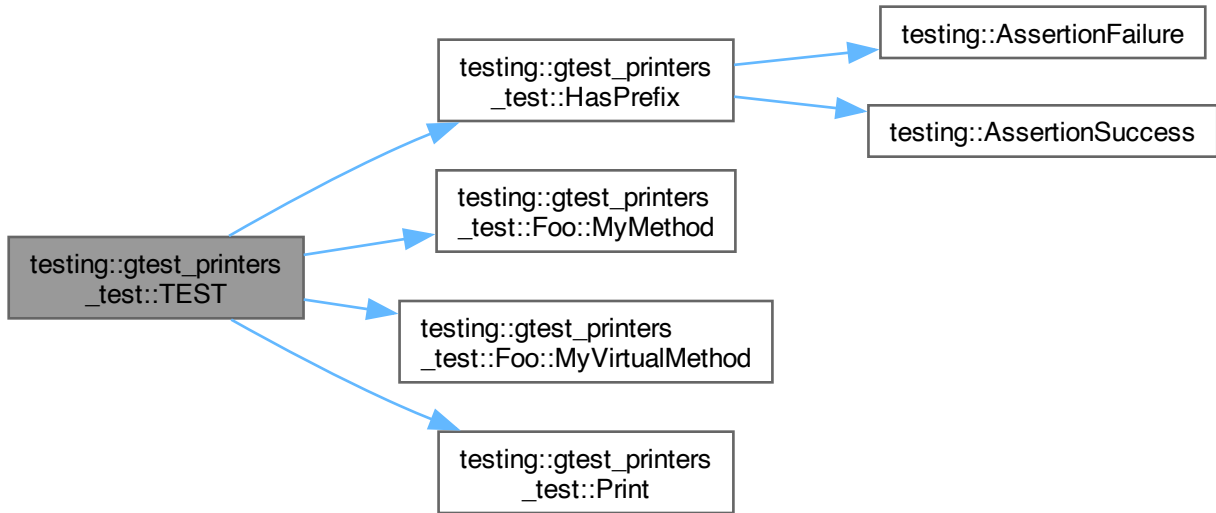 testing::gtest_printers
_test::TEST
testing::gtest_printers
_test::HasPrefix
testing::AssertionFailure
testing::AssertionSuccess
testing::gtest_printers
_test::Foo::MyMethod
testing::gtest_printers
_test::Foo::MyVirtualMethod
testing::gtest_printers
_test::Print